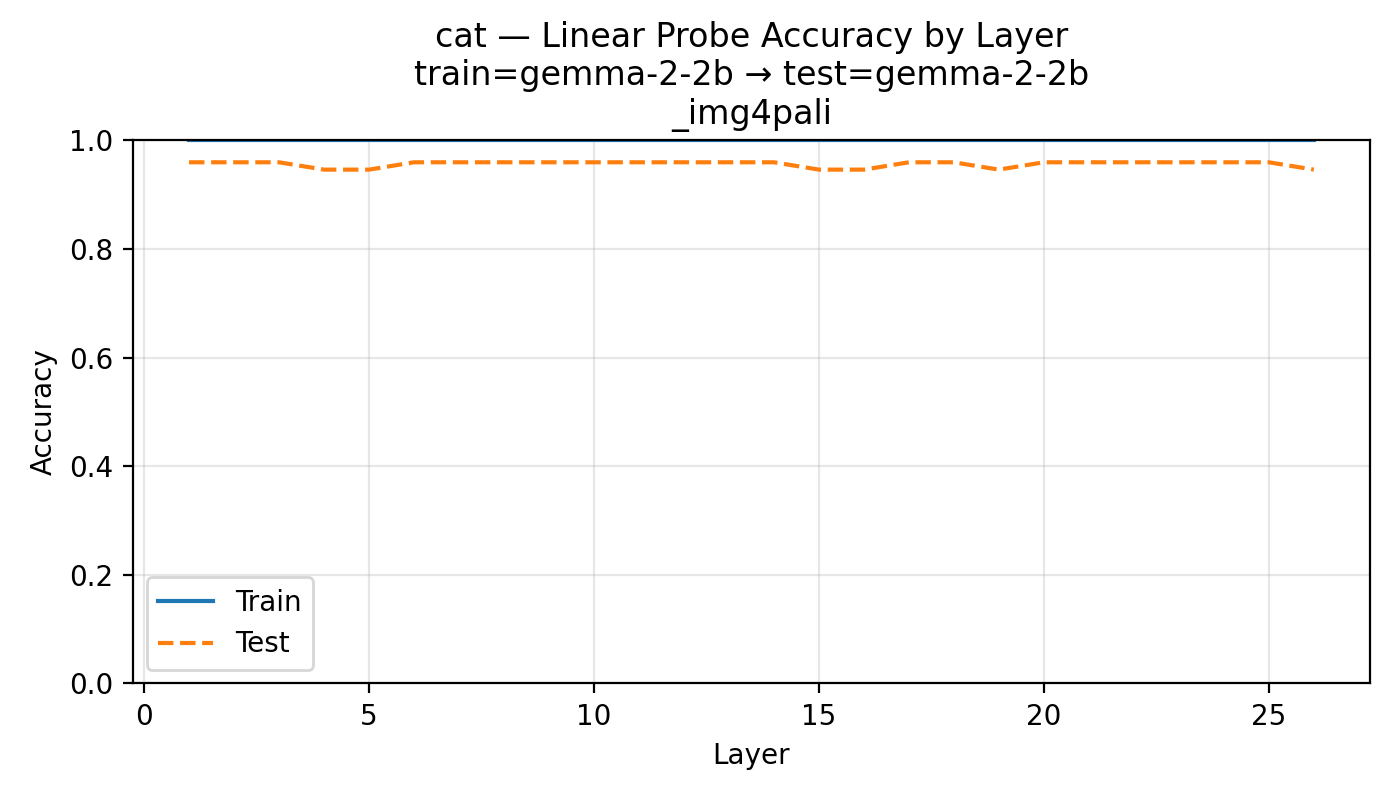 cat — Linear Probe Accuracy by Layer
train=gemma-2-2b → test=gemma-2-2b
_img4pali
1.0
0.8
0.6
0.4
0.2
0.0
Accuracy
Train
Test
0 5 10 15 20 25
Layer